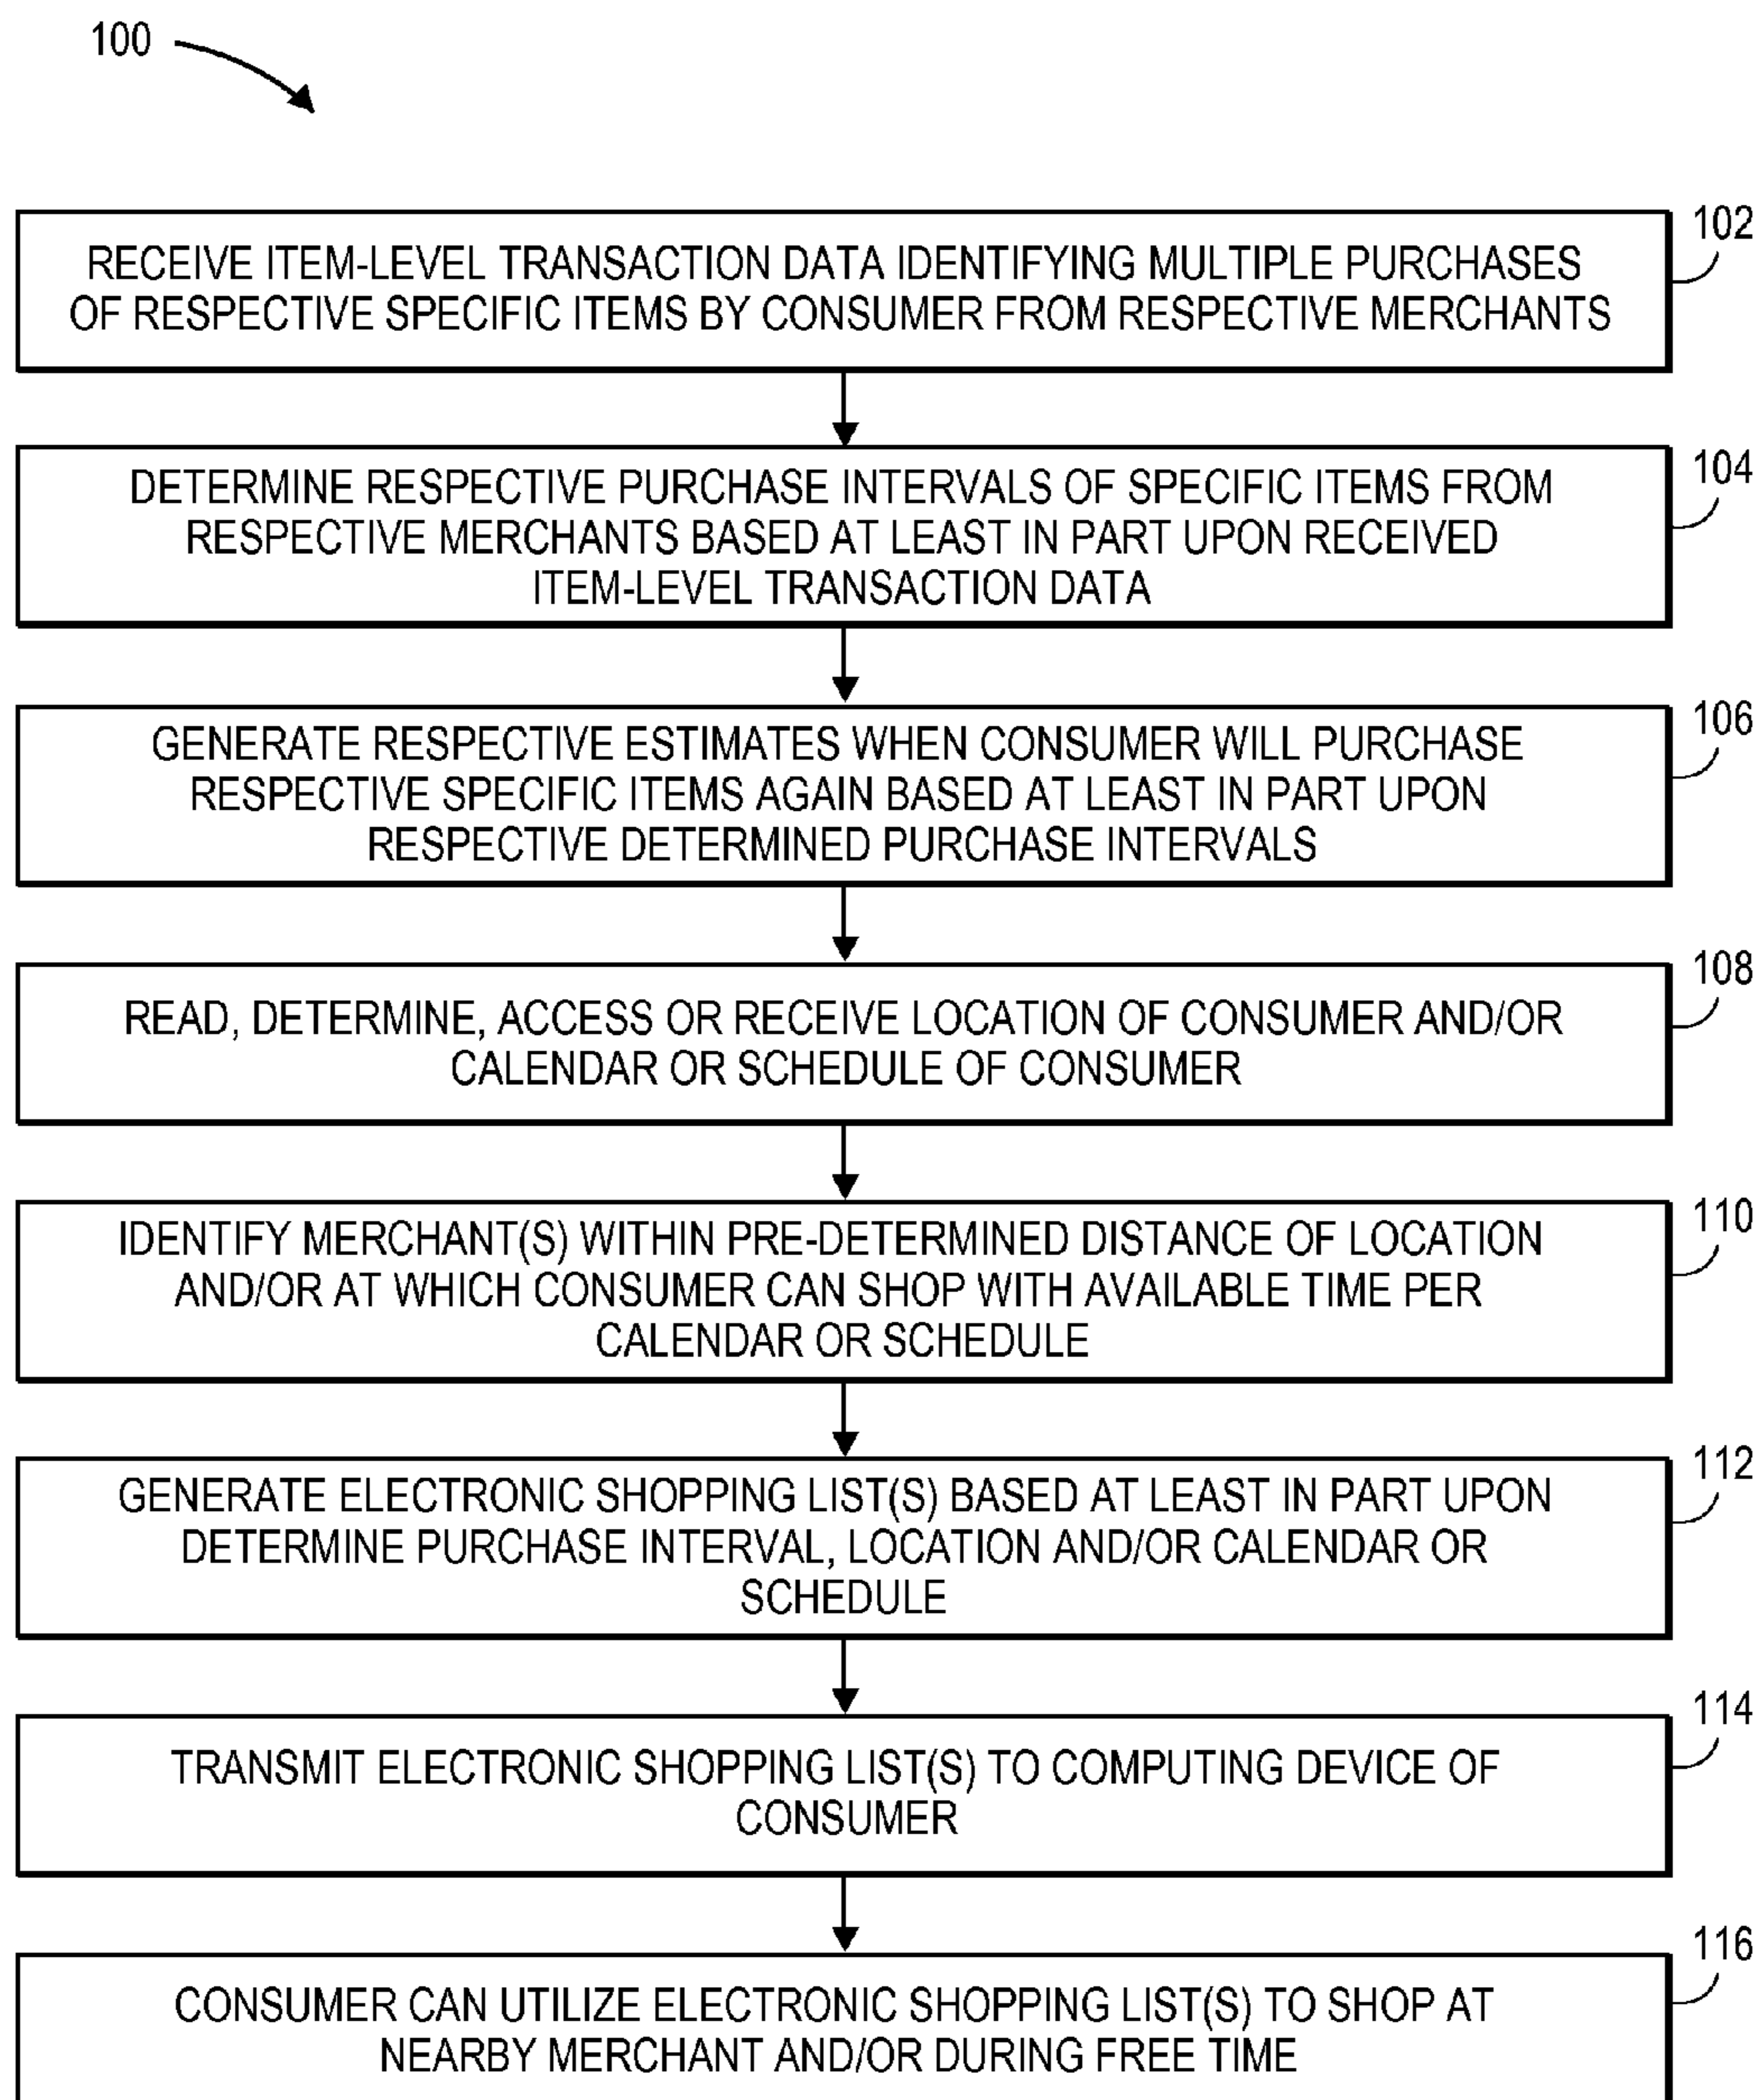 100
102
RECEIVE ITEM-LEVEL TRANSACTION DATA IDENTIFYING MULTIPLE PURCHASES
OF RESPECTIVE SPECIFIC ITEMS BY CONSUMER FROM RESPECTIVE MERCHANTS
104
DETERMINE RESPECTIVE PURCHASE INTERVALS OF SPECIFIC ITEMS FROM
RESPECTIVE MERCHANTS BASED AT LEAST IN PART UPON RECEIVED
ITEM-LEVEL TRANSACTION DATA
106
GENERATE RESPECTIVE ESTIMATES WHEN CONSUMER WILL PURCHASE
RESPECTIVE SPECIFIC ITEMS AGAIN BASED AT LEAST IN PART UPON
RESPECTIVE DETERMINED PURCHASE INTERVALS
108
READ, DETERMINE, ACCESS OR RECEIVE LOCATION OF CONSUMER AND/OR
CALENDAR OR SCHEDULE OF CONSUMER
110
IDENTIFY MERCHANT(S) WITHIN PRE-DETERMINED DISTANCE OF LOCATION
AND/OR AT WHICH CONSUMER CAN SHOP WITH AVAILABLE TIME PER
CALENDAR OR SCHEDULE
112
GENERATE ELECTRONIC SHOPPING LIST(S) BASED AT LEAST IN PART UPON
DETERMINE PURCHASE INTERVAL, LOCATION AND/OR CALENDAR OR
SCHEDULE
114
TRANSMIT ELECTRONIC SHOPPING LIST(S) TO COMPUTING DEVICE OF
CONSUMER
116
CONSUMER CAN UTILIZE ELECTRONIC SHOPPING LIST(S) TO SHOP AT
NEARBY MERCHANT AND/OR DURING FREE TIME